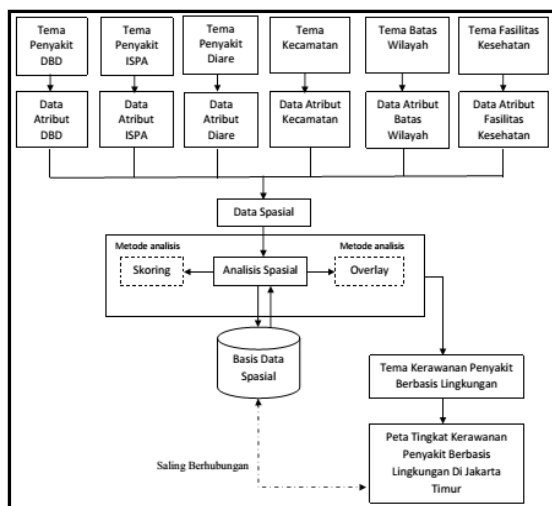 Tema
Penyakit
DBD
Tema
Penyakit
ISPA
Tema
Penyakit
Diare
Tema
Kecamatan
Tema Batas
Wilayah
Tema Fasilitas
Kesehatan
Data
Atribut
DBD
Data
Atribut
ISPA
Data
Atribut
Diare
Data Atribut
Kecamatan
Data Atribut
Batas
Wilayah
Data Atribut
Fasilitas
Kesehatan
Data Spasial
Metode analisis
Metode analisis
Skoring
Analisis Spasial
Overlay
Basis Data
Spasial
Tema Kerawanan Penyakit
Berbasis Lingkungan
Saling Berhubungan
Peta Tingkat Kerawanan
Penyakit Berbasis
Lingkungan Di Jakarta
Timur